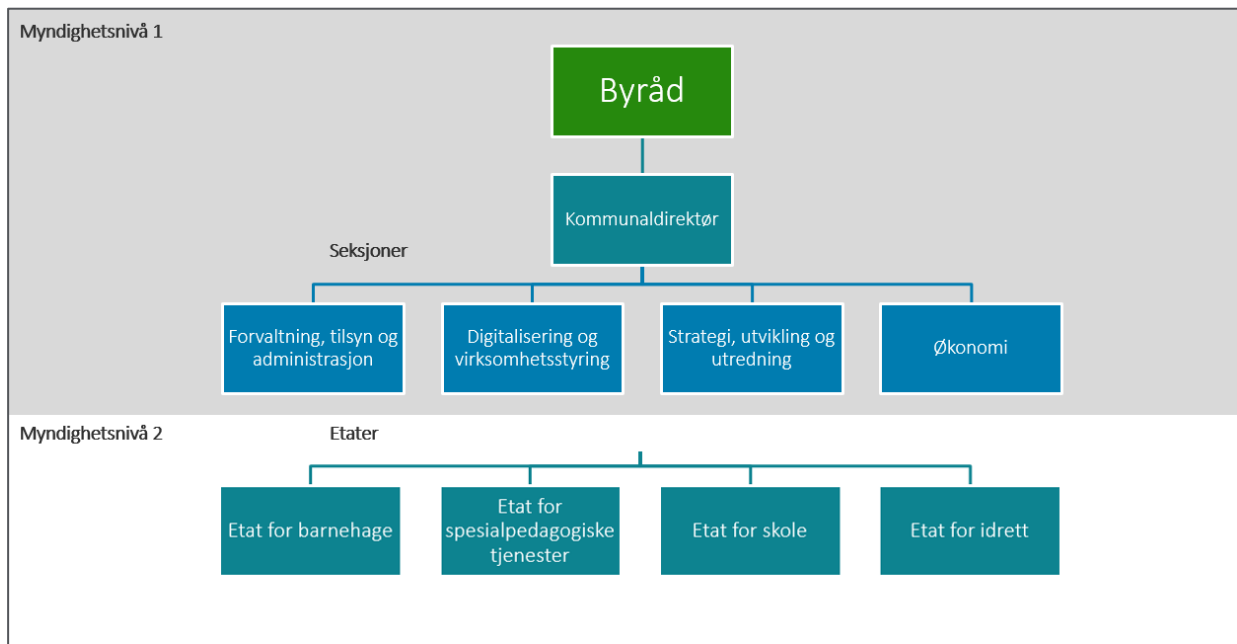 Myndighetsnivå 1
Byråd
Kommunaldirektør
Seksjoner
Forvaltning, tilsyn og
administrasjon
Digitalisering og
virksomhetsstyring
Strategi, utvikling og
utredning
Økonomi
Myndighetsnivå 2
Etater
Etat for barnehage
Etat for
spesialpedagogiske
tjenester
Etat for skole
Etat for idrett